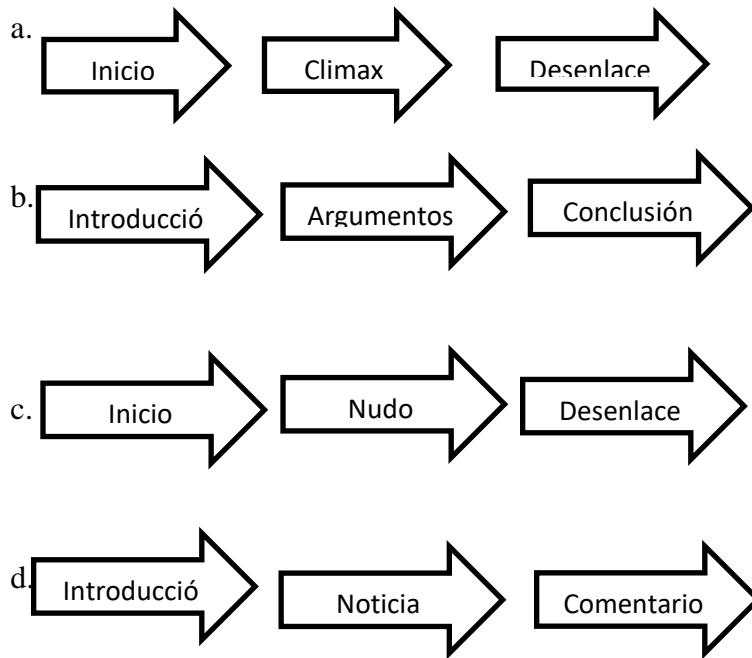 a. Inicio Climax Desenlace
b. Introducció Argumentos Conclusión
c. Inicio Nudo Desenlace
d. Introducció Noticia Comentario